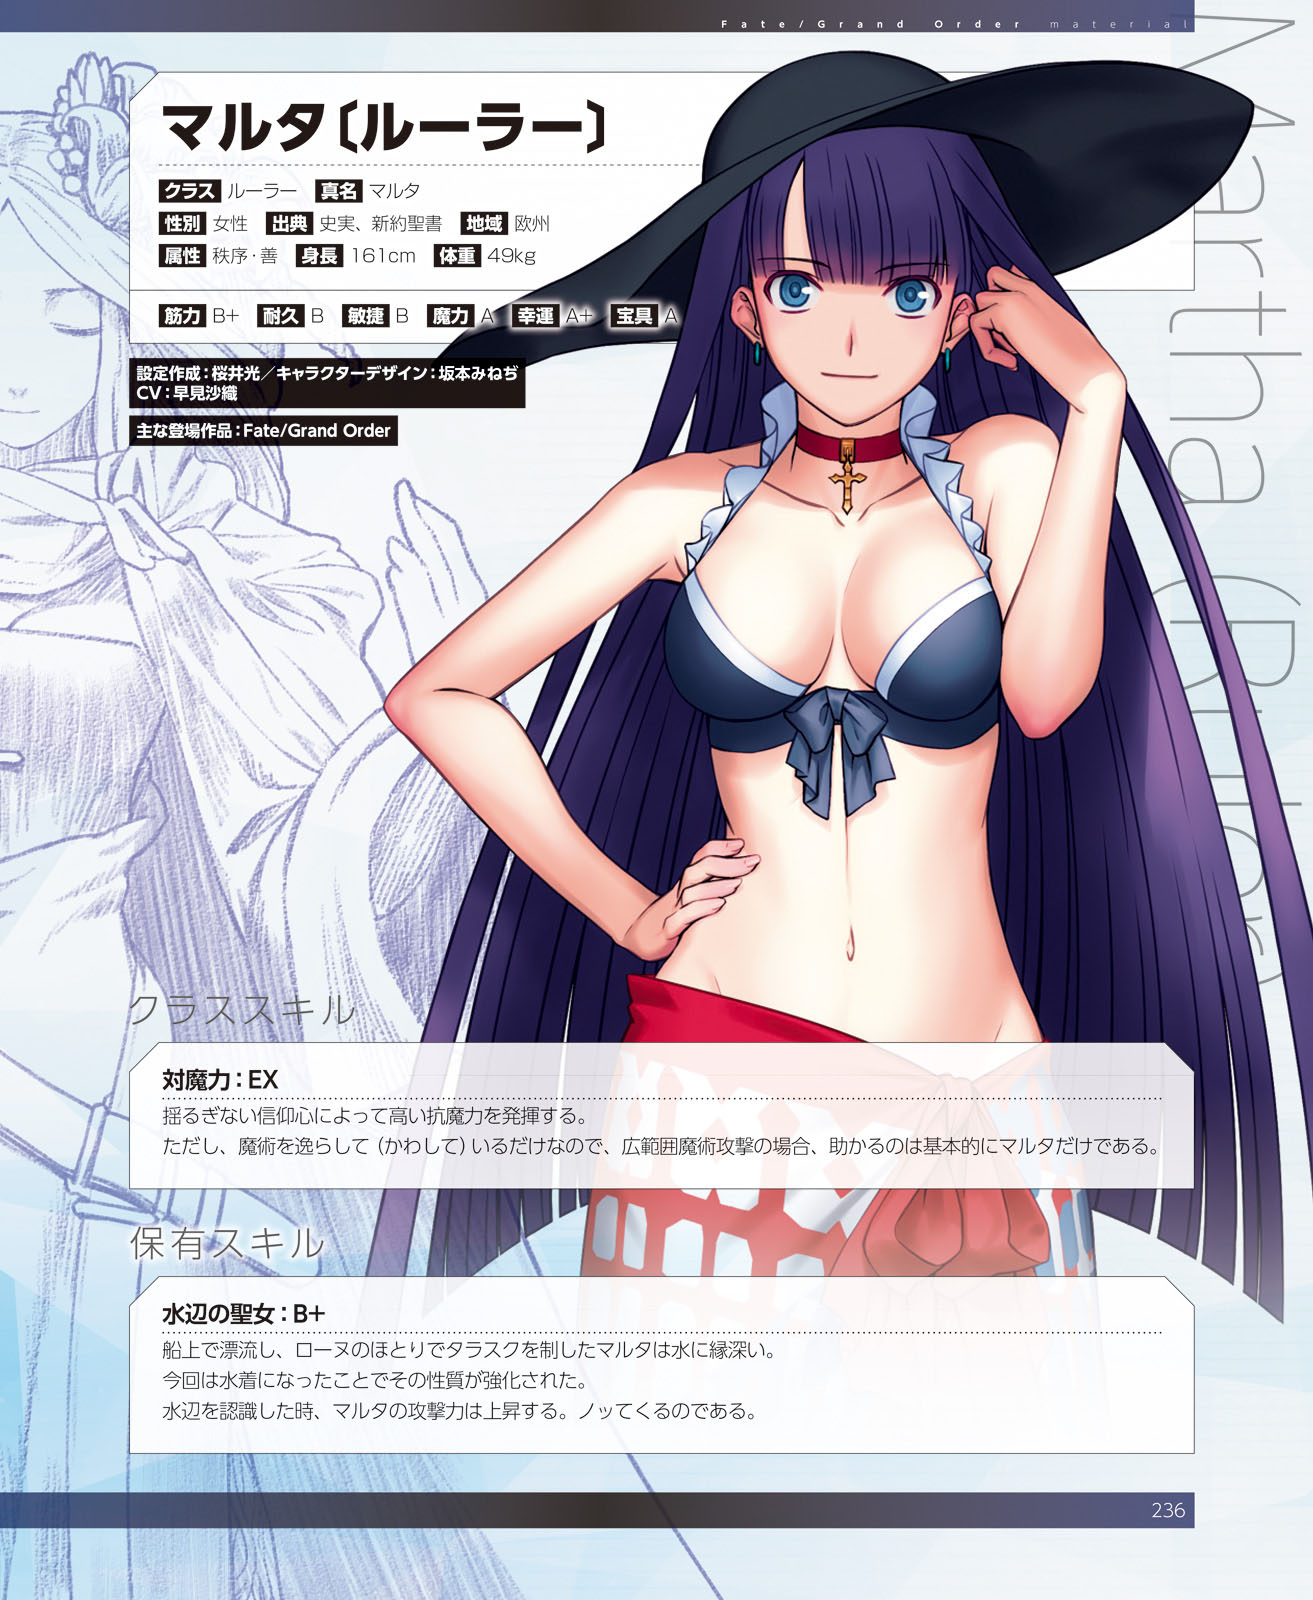 Fate/Grand Order material
マルタ〔ルーラー〕
クラス ルーラー 真名 マルタ
性別 女性 出典 史実、新約聖書 地域 欧州
属性 秩序・善 身長 161cm 体重 49kg
筋力 B+ 耐久 B 敏捷 B 魔力 A 幸運 A+ 宝具 A
設定作成：桜井光／キャラクターデザイン：坂本みねぢ
CV：早見沙織
主な登場作品：Fate/Grand Order
Martha (Ruler)
クラススキル
対魔力：EX
揺るぎない信仰心によって高い抗魔力を発揮する。
ただし、魔術を逸らして（かわして）いるだけなので、広範囲魔術攻撃の場合、助かるのは基本的にマルタだけである。
保有スキル
水辺の聖女：B+
船上で漂流し、ローヌのほとりでタラスクを制したマルタは水に縁深い。
今回は水着になったことでその性質が強化された。
水辺を認識した時、マルタの攻撃力は上昇する。ノッてくるのである。
236